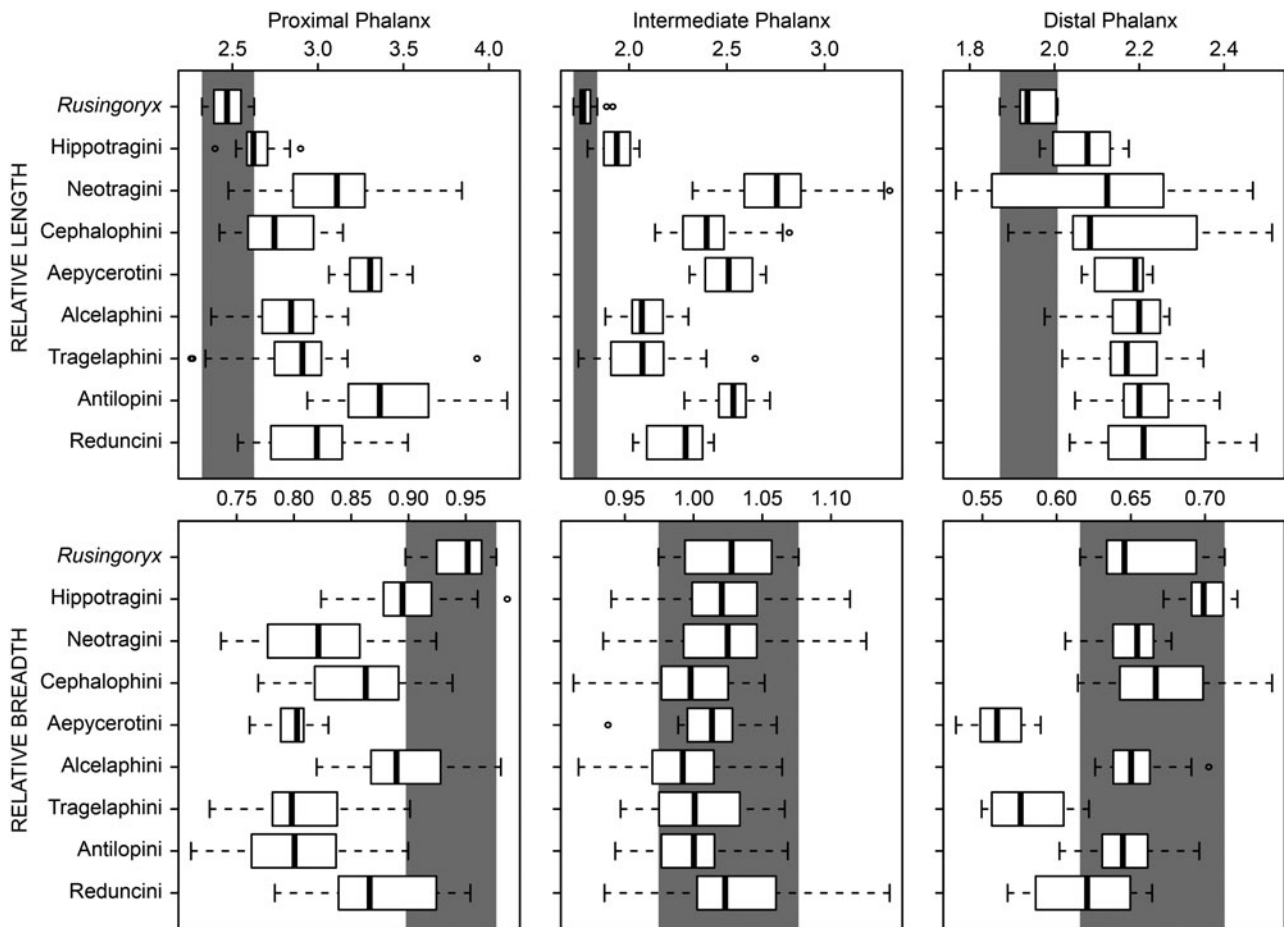 Proximal Phalanx Intermediate Phalanx Distal Phalanx
2.5 3.0 3.5 4.0 2.0 2.5 3.0 1.8 2.0 2.2 2.4
RELATIVE LENGTH
Rusingoryx
Hippotragini
Neotragini
Cephalophini
Aepycerotini
Alcelaphini
Tragelaphini
Antilopini
Reduncini
0.75 0.80 0.85 0.90 0.95 0.95 1.00 1.05 1.10 0.55 0.60 0.65 0.70
RELATIVE BREADTH
Rusingoryx
Hippotragini
Neotragini
Cephalophini
Aepycerotini
Alcelaphini
Tragelaphini
Antilopini
Reduncini